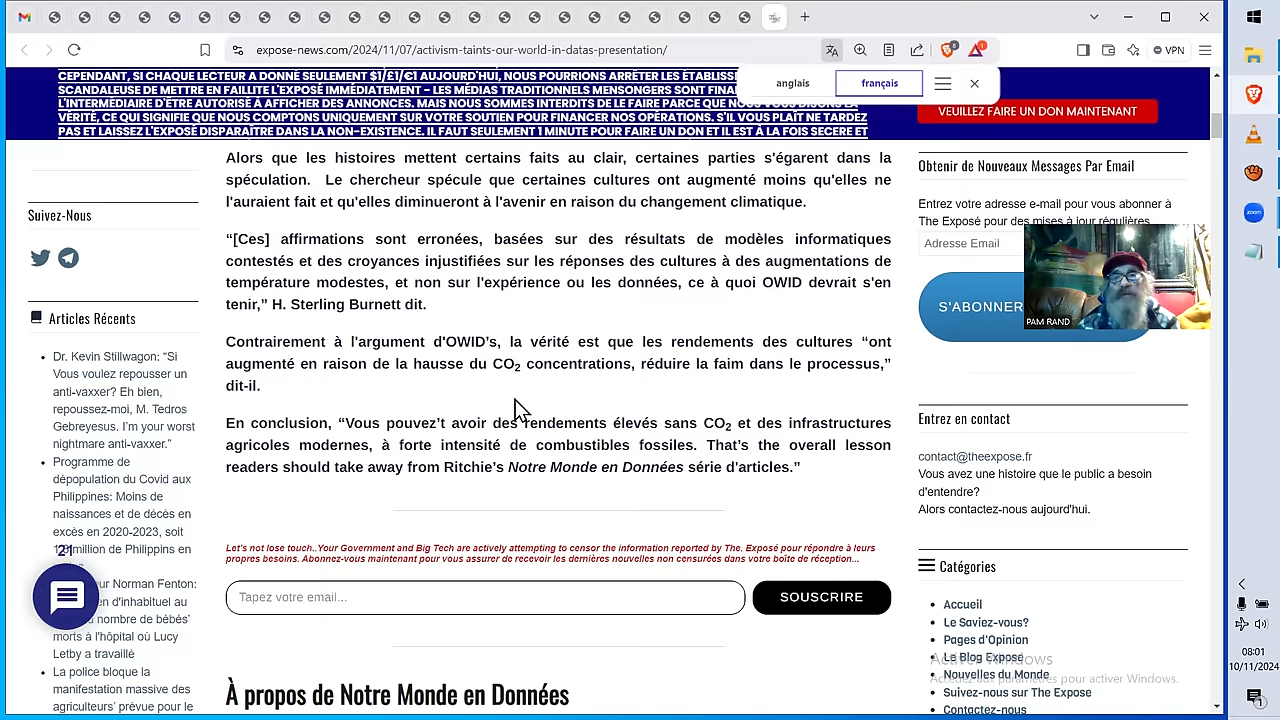 expose-news.com/2024/11/07/activism-taints-our-world-in-datas-presentation/
8
1
VPN
anglais
français
CEPENDANT, SI CHAQUE LECTEUR A DONNÉ SEULEMENT $1/£1/€1 AUJOURD'HUI, NOUS POURRIONS ARRÊTER LES
SCANDALEUSE DE METTRE EN FAILITE L'EXPOSÉ IMMÉDIATEMENT – LES MÉDIAS TRADITIONNELS MENSONGERS SONT
L'INTERMÉDIAIRE D'ÊTRE AUTORISÉ À AFFICHER DES ANNONCES. MAIS NOUS SOMMES INTERDITS DE LE FAIRE PARCE QUE NOUS DISONS LA
VÉRITÉ, CE QUI SIGNIFIE QUE NOUS COMPTONS UNIQUEMENT SUR VOTRE SOUTIEN POUR FINANCER NOS OPÉRATIONS. S'IL VOUS PLAÎT NE TARDEZ
PAS ET LAISSEZ L'EXPOSÉ DISPARAÎTRE DANS LA NON-EXISTENCE. IL FAUT SEULEMENT 1 MINUTE POUR FAIRE UN DON ET IL EST À LA FOIS SECERE ET
VEUILLEZ FAIRE UN DON MAINTENANT
Suivez-Nous
Articles Récents
Dr. Kevin Stillwagon: “Si
Vous voulez repousser un
anti-vaxxer? Eh bien,
repoussez-moi, M. Tedros
Gebreyesus. I’m your worst
nightmare anti-vaxxer.”
Programme de
dépopulation du Covid aux
Philippines: Moins de
naissances et de décès en
excès en 2020-2023, soit
million de Philippins en
21
eur Norman Fenton:
en d'inhabituel au
nombre de bébés’
morts à l'hôpital où Lucy
Letby a travaillé
La police bloque la
manifestation massive des
agriculteurs’ prévue pour le
Alors que les histoires mettent certains faits au clair, certaines parties s'égarent dans la
spéculation. Le chercheur spécule que certaines cultures ont augmenté moins qu'elles ne
l'auraient fait et qu'elles diminueront à l'avenir en raison du changement climatique.
“[Ces] affirmations sont erronées, basées sur des résultats de modèles informatiques
contestés et des croyances injustifiées sur les réponses des cultures à des augmentations de
température modestes, et non sur l'expérience ou les données, ce à quoi OWID devrait s'en
tenir,” H. Sterling Burnett dit.
Contrairement à l'argument d'OWID’s, la vérité est que les rendements des cultures “ont
augmenté en raison de la hausse du CO2 concentrations, réduire la faim dans le processus,”
dit-il.
En conclusion, “Vous pouvez’t avoir des rendements élevés sans CO2 et des infrastructures
agricoles modernes, à forte intensité de combustibles fossiles. That’s the overall lesson
readers should take away from Ritchie’s Notre Monde en Données série d'articles.”
Let’s not lose touch..Your Government and Big Tech are actively attempting to censor the information reported by The. Exposé pour répondre à leurs
propres besoins. Abonnez-vous maintenant pour vous assurer de recevoir les dernières nouvelles non censurées dans votre boîte de réception...
Tapez votre email...
SOUSCRIRE
À propos de Notre Monde en Données
Obtenir de Nouveaux Messages Par Email
Entrez votre adresse e-mail pour vous abonner à
The Exposé pour des mises à jour régulières
Adresse Email
S'ABONNER
PAM RAND
Entrez en contact
contact@theexpose.fr
Vous avez une histoire que le public a besoin
d'entendre?
Alors contactez-nous aujourd'hui.
Catégories
Accueil
Le Saviez-vous?
Pages d'Opinion
Le Blog Exposé
Nouvelles du Monde
Suivez-nous sur The Expose
Contactez-nous
Activer Windows
Accédez aux paramètres pour activer Windows.
zoom
08:01
10/11/2024
1